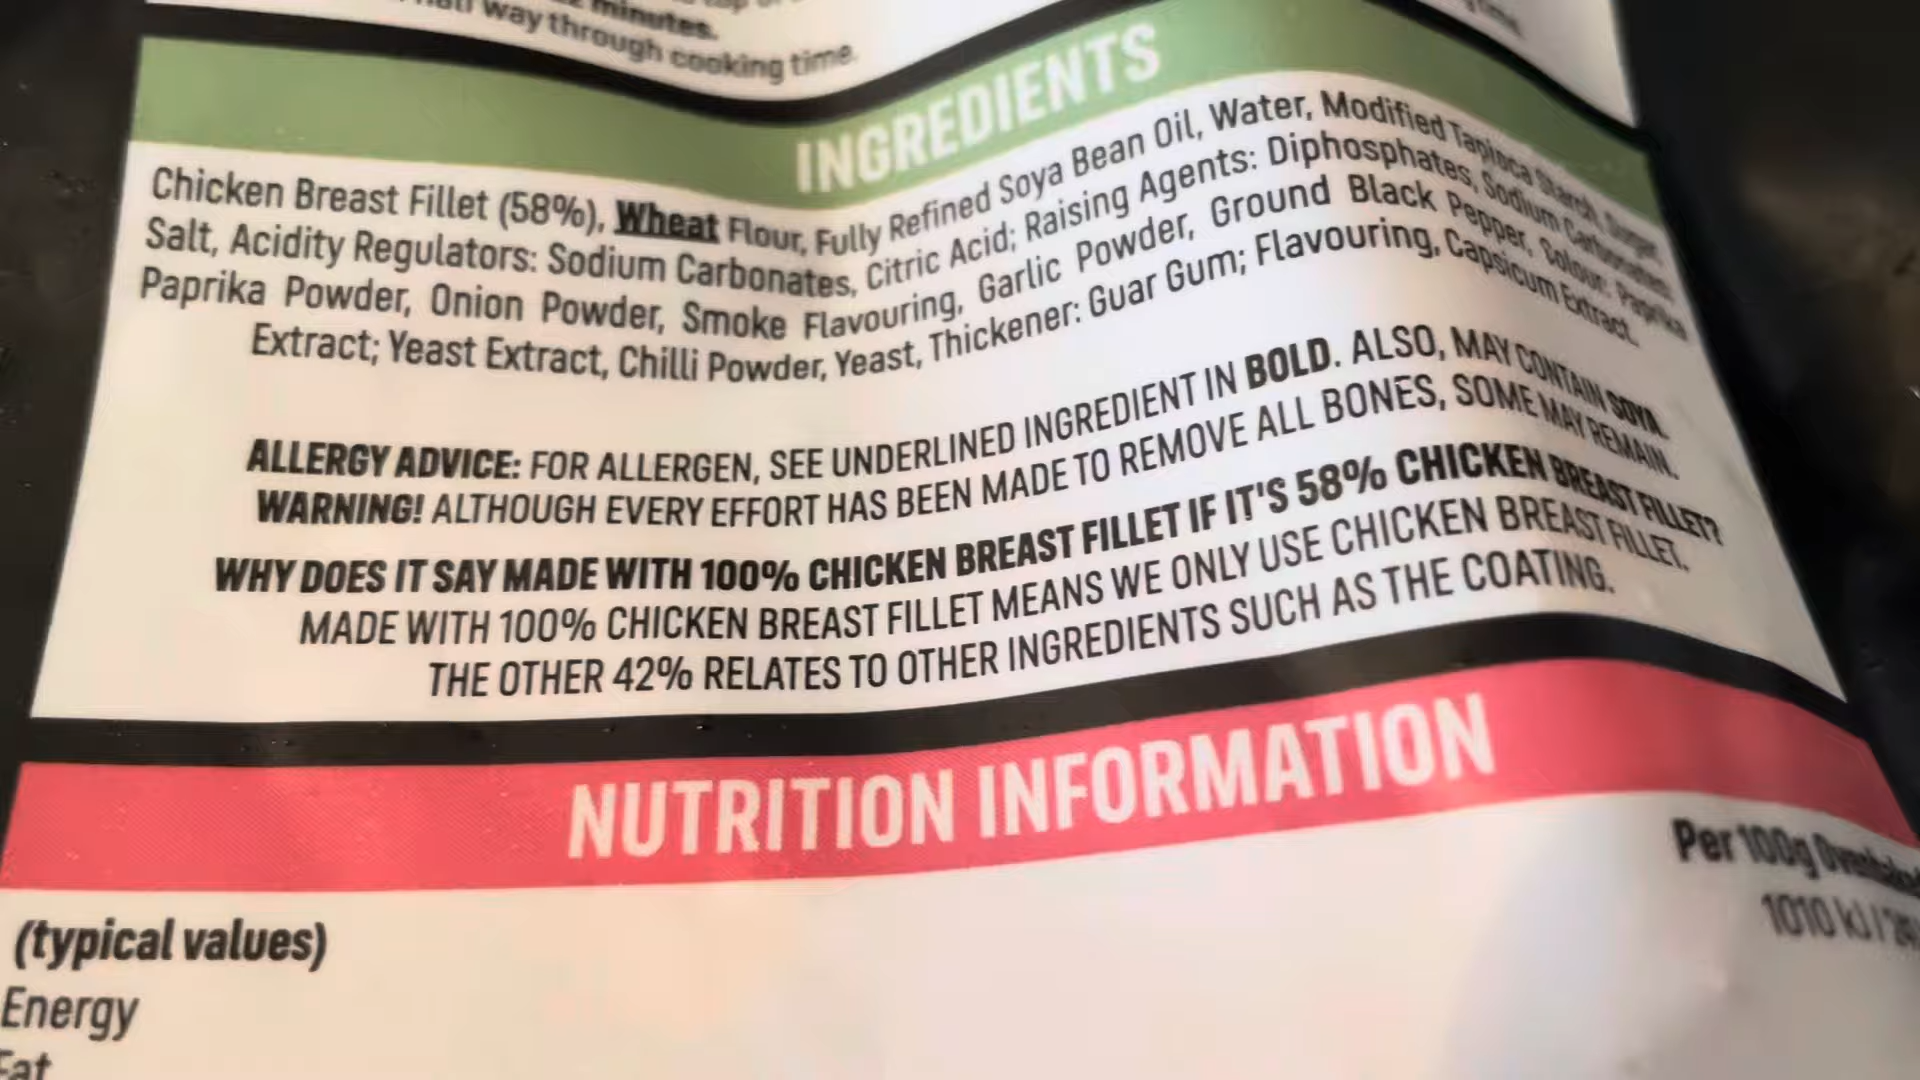 minutes.
way through cooking time.
INGREDIENTS
Chicken Breast Fillet (58%), Wheat Flour, Fully Refined Soya Bean Oil, Water, Modified Tapioca Starch, Sugar,
Salt, Acidity Regulators: Sodium Carbonates, Citric Acid; Raising Agents: Diphosphates, Sodium Carbonates;
Paprika Powder, Onion Powder, Smoke Flavouring, Garlic Powder, Ground Black Pepper, Colour: Paprika
Extract; Yeast Extract, Chilli Powder, Yeast, Thickener: Guar Gum; Flavouring, Capsicum Extract.
ALLERGY ADVICE: FOR ALLERGEN, SEE UNDERLINED INGREDIENT IN BOLD. ALSO, MAY CONTAIN SOYA.
WARNING! ALTHOUGH EVERY EFFORT HAS BEEN MADE TO REMOVE ALL BONES, SOME MAY REMAIN.
WHY DOES IT SAY MADE WITH 100% CHICKEN BREAST FILLET IF IT'S 58% CHICKEN BREAST FILLET?
MADE WITH 100% CHICKEN BREAST FILLET MEANS WE ONLY USE CHICKEN BREAST FILLET.
THE OTHER 42% RELATES TO OTHER INGREDIENTS SUCH AS THE COATING.
NUTRITION INFORMATION
Per 100g
(typical values)
1010 kJ /
Energy
Fat